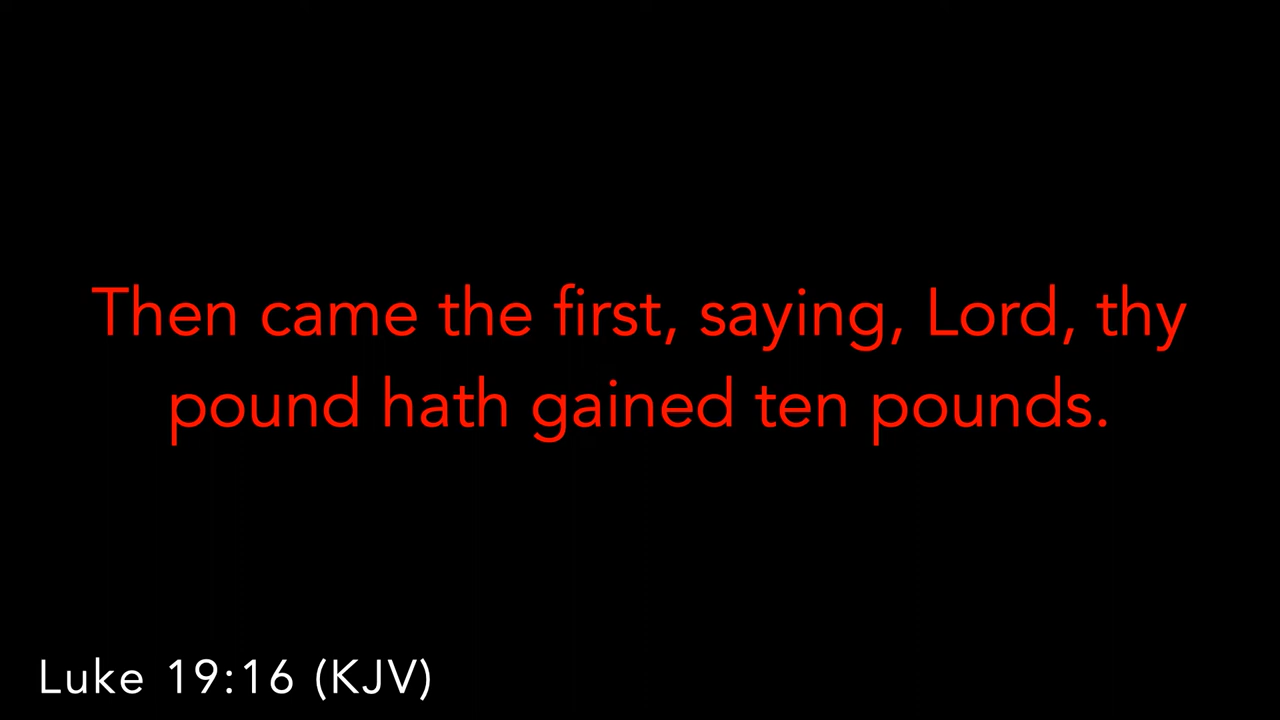 Then came the first, saying, Lord, thy
pound hath gained ten pounds.
Luke 19:16 (KJV)